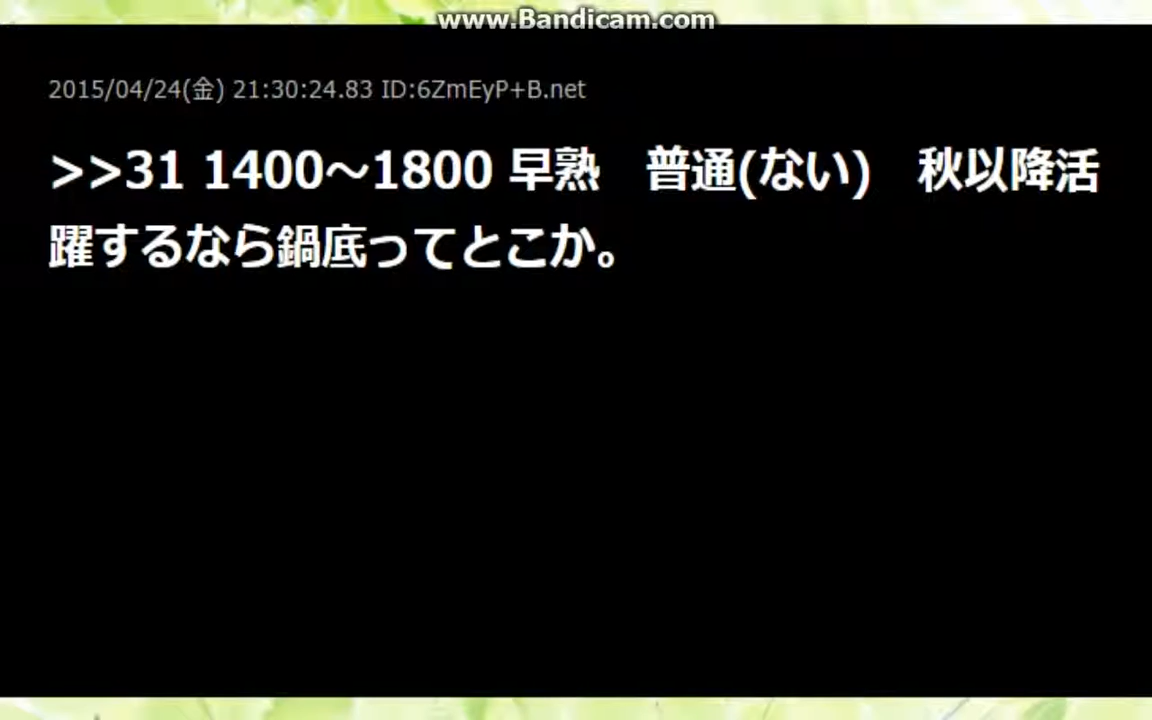 www.Bandicam.com
2015/04/24(金) 21:30:24.83 ID:6ZmEyP+B.net
>>31 1400～1800 早熟　普通(ない)　秋以降活
躍するなら鍋底ってとこか。